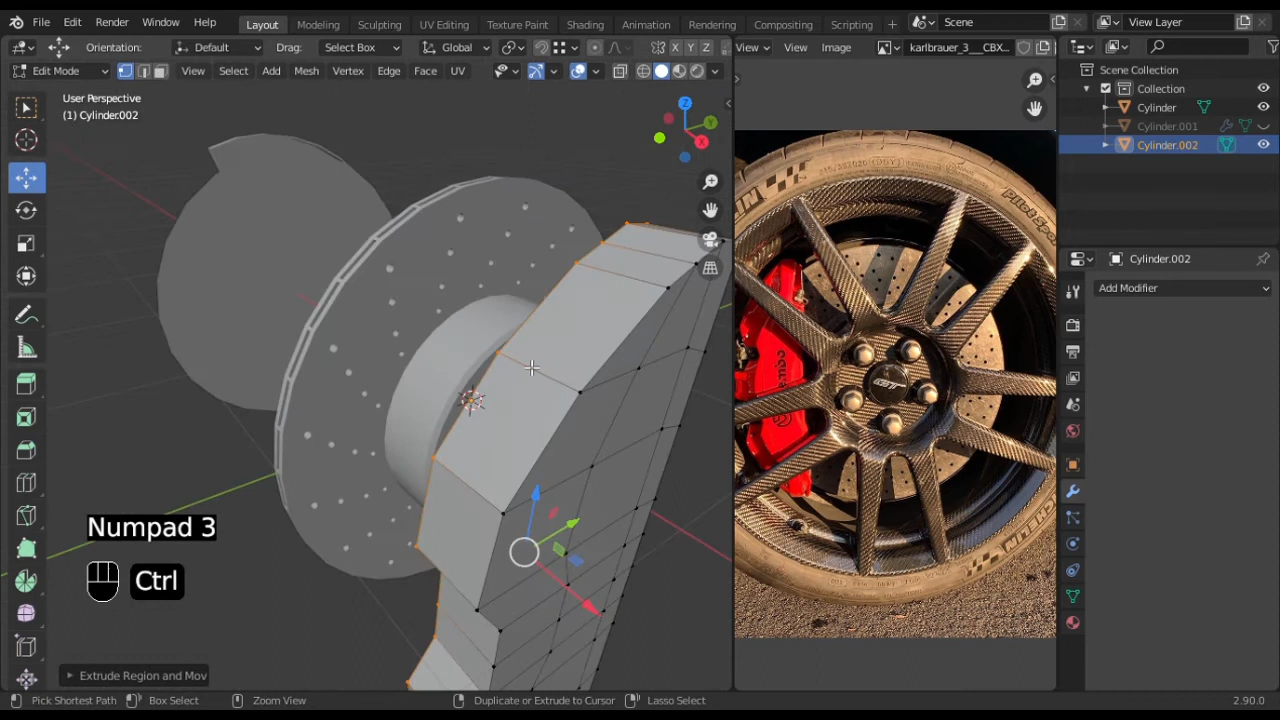 File Edit Render Window Help Layout Modeling Sculpting UV Editing Texture Paint Shading Animation Rendering Compositing Scripting + Scene View Layer
Orientation: Default Drag: Select Box Global X Y Z View View Image karlbrauer_3___CBX...
Edit Mode View Select Add Mesh Vertex Edge Face UV
User Perspective
(1) Cylinder.002
Z
Y
X
Scene Collection
Collection
Cylinder
Cylinder.001
Cylinder.002
Cylinder.002
Add Modifier
Pilot Spo
GT
Numpad 3
Ctrl
Extrude Region and Mov
Pick Shortest Path Box Select Zoom View Duplicate or Extrude to Cursor Lasso Select 2.90.0